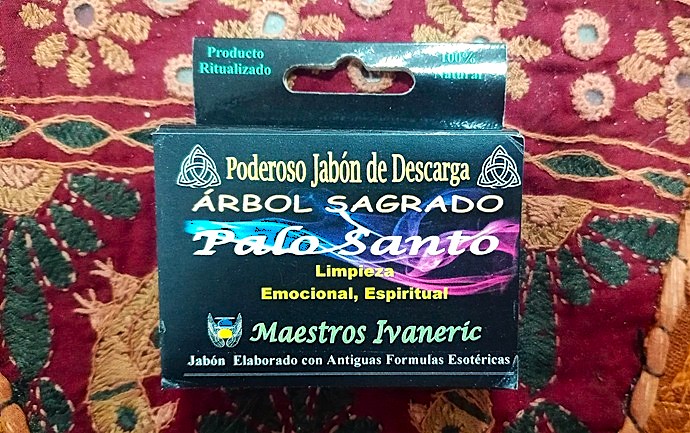 Producto
Ritualizado
100%
Natural
Poderoso Jabón de Descarga
ÁRBOL SAGRADO
Palo Santo
Limpieza
Emocional, Espiritual
Maestros Ivaneric
Jabón Elaborado con Antiguas Formulas Esotéricas